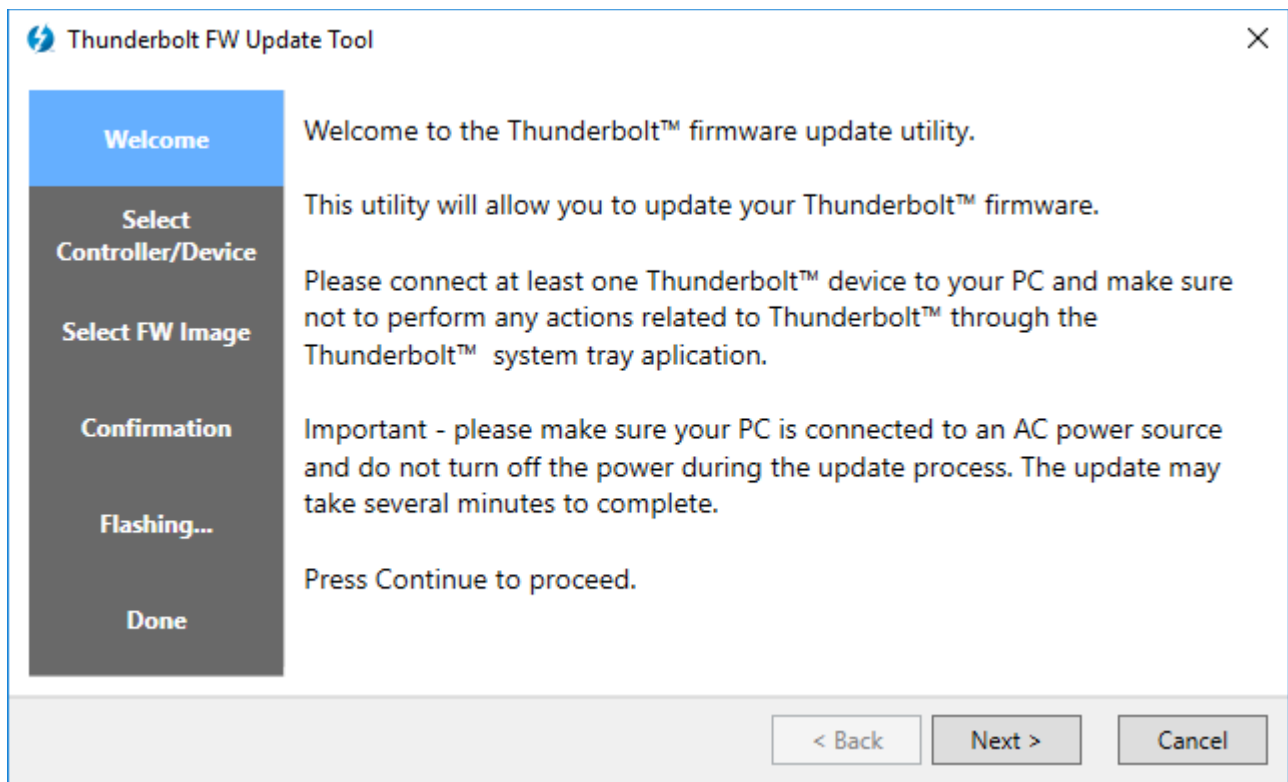 Thunderbolt FW Update Tool
Welcome
Select
Controller/Device
Select FW Image
Confirmation
Flashing...
Done
Welcome to the Thunderbolt™ firmware update utility.
This utility will allow you to update your Thunderbolt™ firmware.
Please connect at least one Thunderbolt™ device to your PC and make sure
not to perform any actions related to Thunderbolt™ through the
Thunderbolt™  system tray aplication.
Important - please make sure your PC is connected to an AC power source
and do not turn off the power during the update process. The update may
take several minutes to complete.
Press Continue to proceed.
< Back
Next >
Cancel